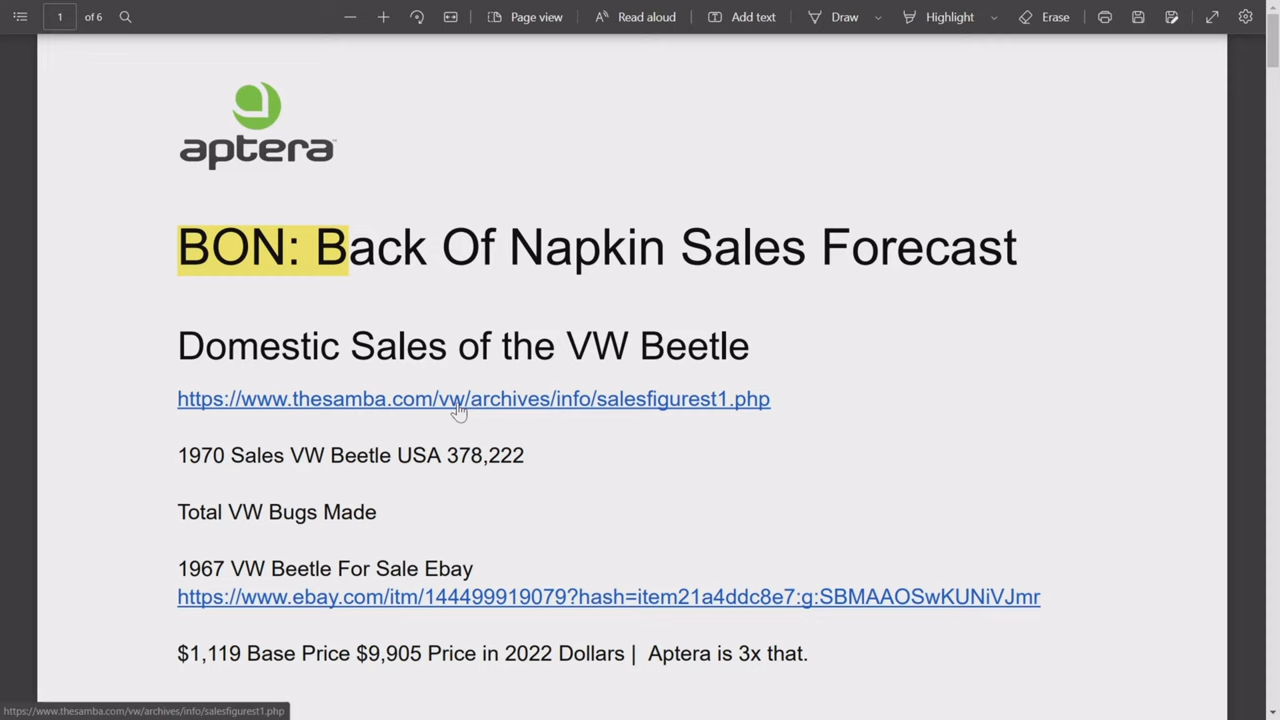 1 of 6 Page view Read aloud Add text Draw Highlight Erase
aptera
BON: Back Of Napkin Sales Forecast
Domestic Sales of the VW Beetle
https://www.thesamba.com/vw/archives/info/salesfigurest1.php
1970 Sales VW Beetle USA 378,222
Total VW Bugs Made
1967 VW Beetle For Sale Ebay
https://www.ebay.com/itm/144499919079?hash=item21a4ddc8e7:g:SBMAAOSwKUNiVJmr
$1,119 Base Price $9,905 Price in 2022 Dollars | Aptera is 3x that.
https://www.thesamba.com/vw/archives/info/salesfigurest1.php